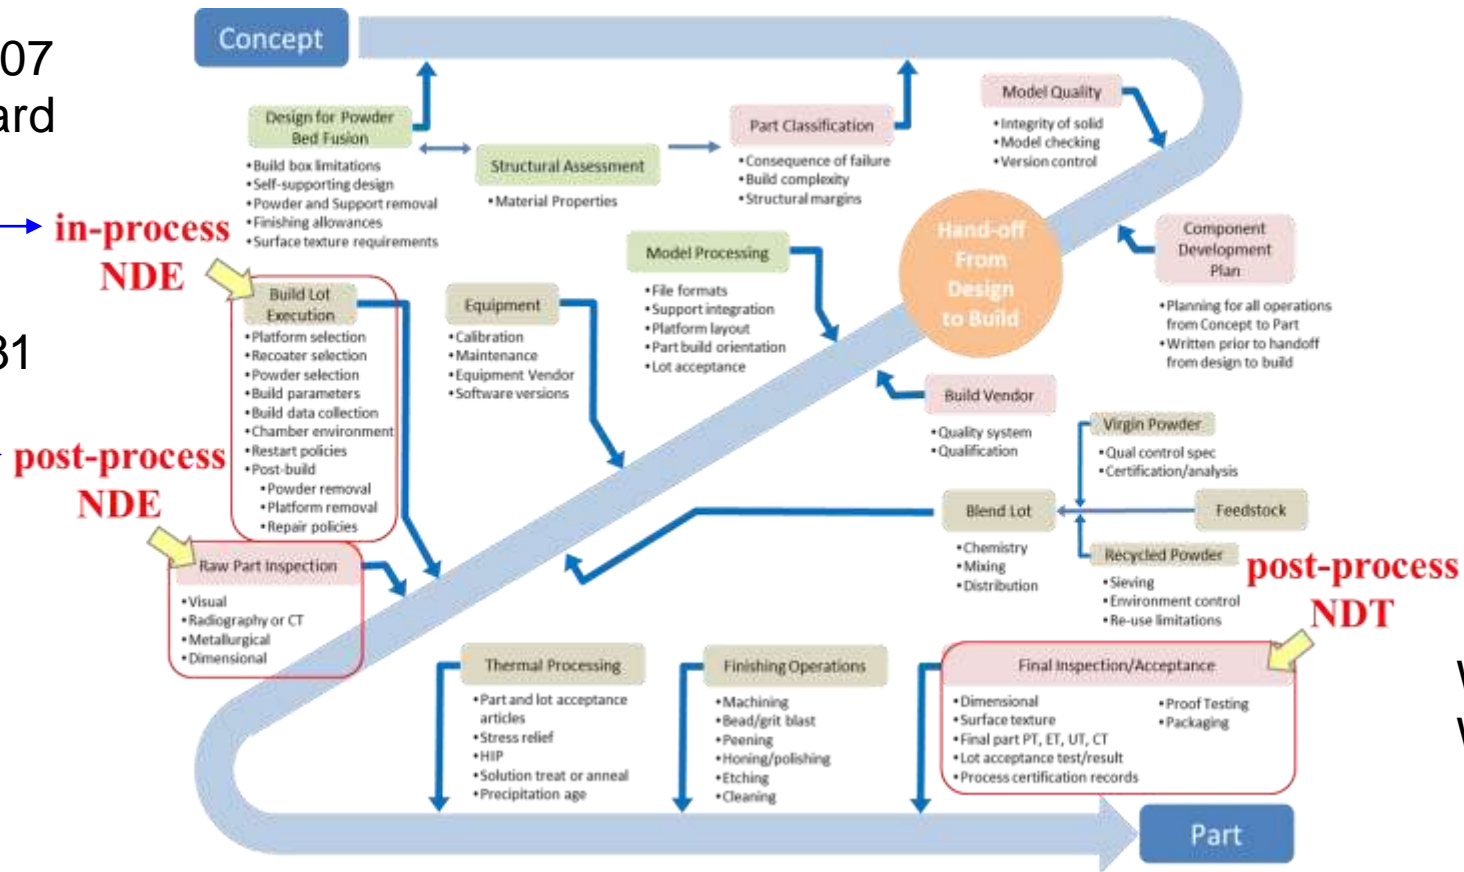 07
ard
31
Concept
Design for Powder
Bed Fusion
•Build box limitations
•Self-supporting design
•Powder and Support removal
•Finishing allowances
•Surface texture requirements
Structural Assessment
•Material Properties
Part Classification
•Consequence of failure
•Build complexity
•Structural margins
Model Quality
•Integrity of solid
•Model checking
•Version control
in-process
NDE
Hand-off
From
Design
to Build
Component
Development
Plan
•Planning for all operations
from Concept to Part
•Written prior to handoff
from design to build
Model Processing
•File formats
•Support integration
•Platform layout
•Part build orientation
•Lot acceptance
Build Lot
Execution
•Platform selection
•Recoater selection
•Powder selection
•Build parameters
•Build data collection
•Chamber environment
•Restart policies
•Post-build
•Powder removal
•Platform removal
•Repair policies
Equipment
•Calibration
•Maintenance
•Equipment Vendor
•Software versions
Build Vendor
•Quality system
•Qualification
Virgin Powder
•Qual control spec
•Certification/analysis
post-process
NDE
Blend Lot
•Chemistry
•Mixing
•Distribution
Feedstock
Recycled Powder
•Sieving
•Environment control
•Re-use limitations
Raw Part Inspection
•Visual
•Radiography or CT
•Metallurgical
•Dimensional
post-process
NDT
Thermal Processing
•Part and lot acceptance
articles
•Stress relief
•HIP
•Solution treat or anneal
•Precipitation age
Finishing Operations
•Machining
•Bead/grit blast
•Peening
•Honing/polishing
•Etching
•Cleaning
Final Inspection/Acceptance
•Dimensional
•Surface texture
•Final part PT, ET, UT, CT
•Lot acceptance test/result
•Process certification records
•Proof Testing
•Packaging
Part